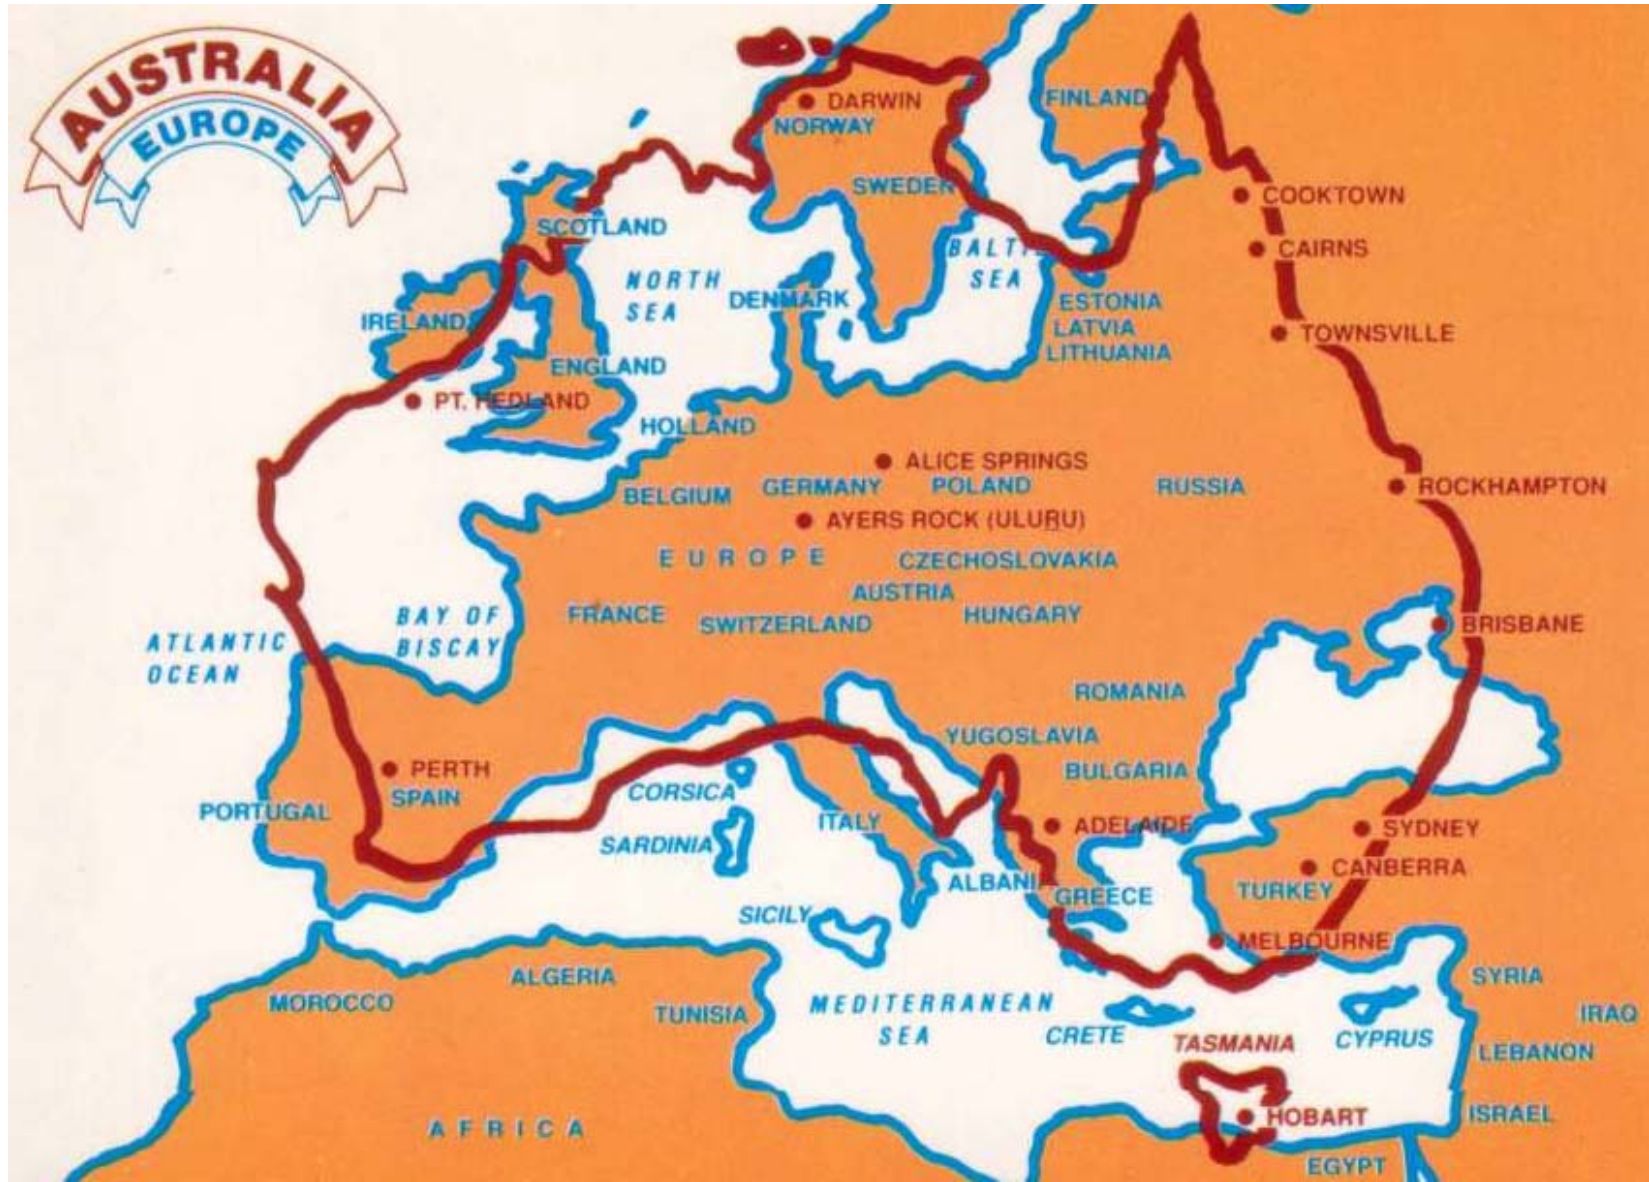 AUSTRALIA
EUROPE
DARWIN
NORWAY
FINLAND
SWEDEN
COOKTOWN
SCOTLAND
CAIRNS
BALTIC
SEA
NORTH
SEA
DENMARK
ESTONIA
LATVIA
LITHUANIA
IRELAND
TOWNSVILLE
ENGLAND
PT. HEDLAND
HOLLAND
ALICE SPRINGS
BELGIUM
GERMANY
POLAND
RUSSIA
ROCKHAMPTON
AYERS ROCK (ULURU)
EUROPE
CZECHOSLOVAKIA
AUSTRIA
FRANCE
SWITZERLAND
HUNGARY
BAY OF
BISCAY
BRISBANE
ATLANTIC
OCEAN
ROMANIA
YUGOSLAVIA
BULGARIA
PERTH
SPAIN
PORTUGAL
CORSICA
SARDINIA
ITALY
ADELAIDE
SYDNEY
CANBERRA
TURKEY
ALBANI
GREECE
SICILY
MELBOURNE
ALGERIA
MOROCCO
TUNISIA
MEDITERRANEAN
SEA
CRETE
TASMANIA
CYPRUS
SYRIA
IRAQ
LEBANON
HOBART
ISRAEL
AFRICA
EGYPT